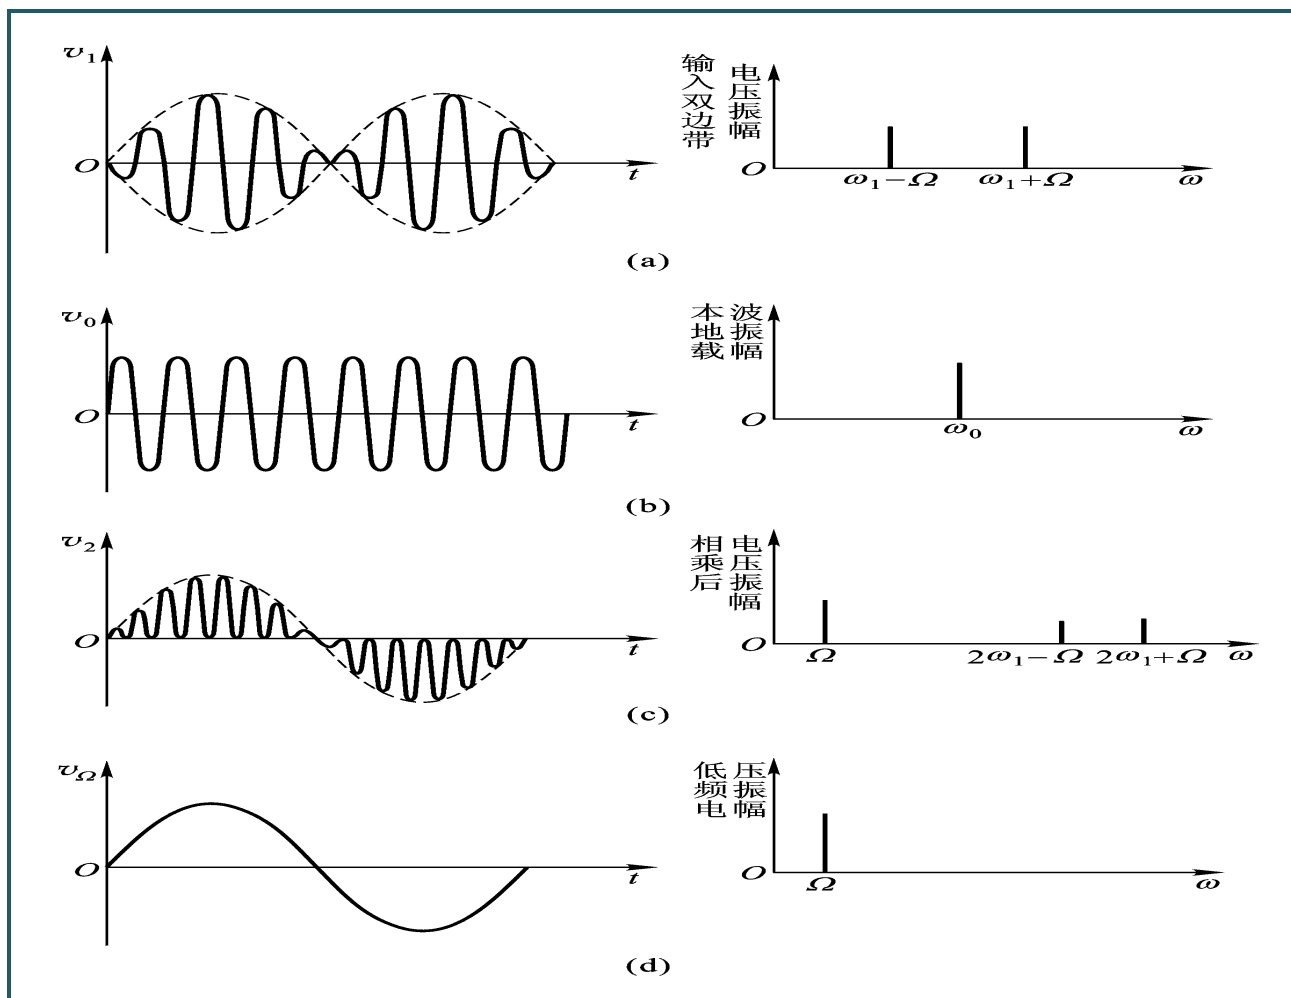 v₁
O
t
输入双边带
电压振幅
O
ω₁−Ω
ω₁+Ω
ω
(a)
v₀
O
t
本地载
波振幅
O
ω₀
ω
(b)
v₂
O
t
相乘后
电压振幅
O
Ω
2ω₁−Ω
2ω₁+Ω
ω
(c)
v_Ω
O
t
低频电
压振幅
O
Ω
ω
(d)